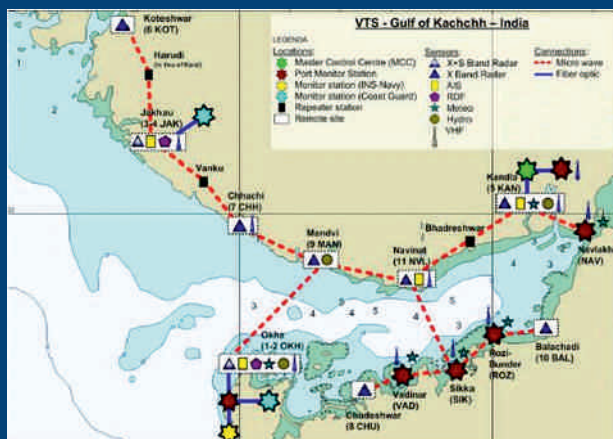 VTS - Gulf of Kachchh – India
LEGENDA
Locations:
Master Control Centre (MCC)
Port Monitor Station
Monitor station (INS-Navy)
Monitor station (Coast Guard)
Repeater station
Remote site
Sensors:
X+S Band Radar
X Band Radar
AIS
RDF
Meteo
Hydro
VHF
Connections:
Micro wave
Fiber optic
Koteshwar
(6 KOT)
Harudi
Jakhau
(3-4 JAK)
Vanku
Chhachi
(7 CHH)
Mandvi
(9 MAN)
Navinat
(11 NVL)
Bhadreshwar
Kandla
(5 KAN)
Navlakhi
(NAV)
Okha
(1-2 OKH)
Balachadi
(10 BAL)
Rozi-
Bunder
(ROZ)
Sikka
(SIK)
Vadinar
(VAD)
Chudeshwar
(8 CHU)